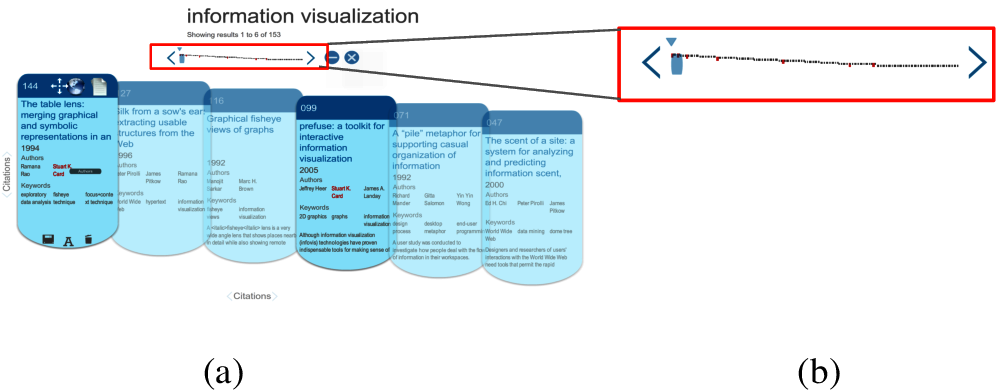 information visualization
Showing results 1 to 6 of 153
144
The table lens:
merging graphical
and symbolic
representations in an
1994
Authors
Ramana Stuart K.
Rao Card
Authors
Keywords
exploratory fisheye focus+conte
data analysis technique xt technique
27
Silk from a sow's ear:
extracting usable
structures from the
Web
1996
Authors
Peter Pirolli James Ramana
Pitkow Rao
Keywords
World Wide hypertext information
Web visualization
16
Graphical fisheye
views of graphs
1992
Authors
Manojit Marc H.
Sarkar Brown
Keywords
fisheye information
views visualization
A <italic>fisheye</italic> lens is a very
wide angle lens that shows places nearb
in detail while also showing remote
099
prefuse: a toolkit for
interactive
information
visualization
2005
Authors
Jeffrey Heer Stuart K. James A.
Card Landay
Keywords
2D graphics graphs information
visualization
Although information visualization
(infovis) technologies have proven
indispensable tools for making sense of
071
A "pile" metaphor for
supporting casual
organization of
information
1992
Authors
Richard Gitta Yin Yin
Mander Salomon Wong
Keywords
design desktop end-user
process metaphor programmin
A user study was conducted to
investigate how people deal with the flow
of information in their workspaces.
047
The scent of a site: a
system for analyzing
and predicting
information scent,
2000
Authors
Ed H. Chi Peter Pirolli James
Pitkow
Keywords
World Wide data mining dome tree
Web
Designers and researchers of users'
interactions with the World Wide Web
need tools that permit the rapid
Citations
Citations
(a)
(b)